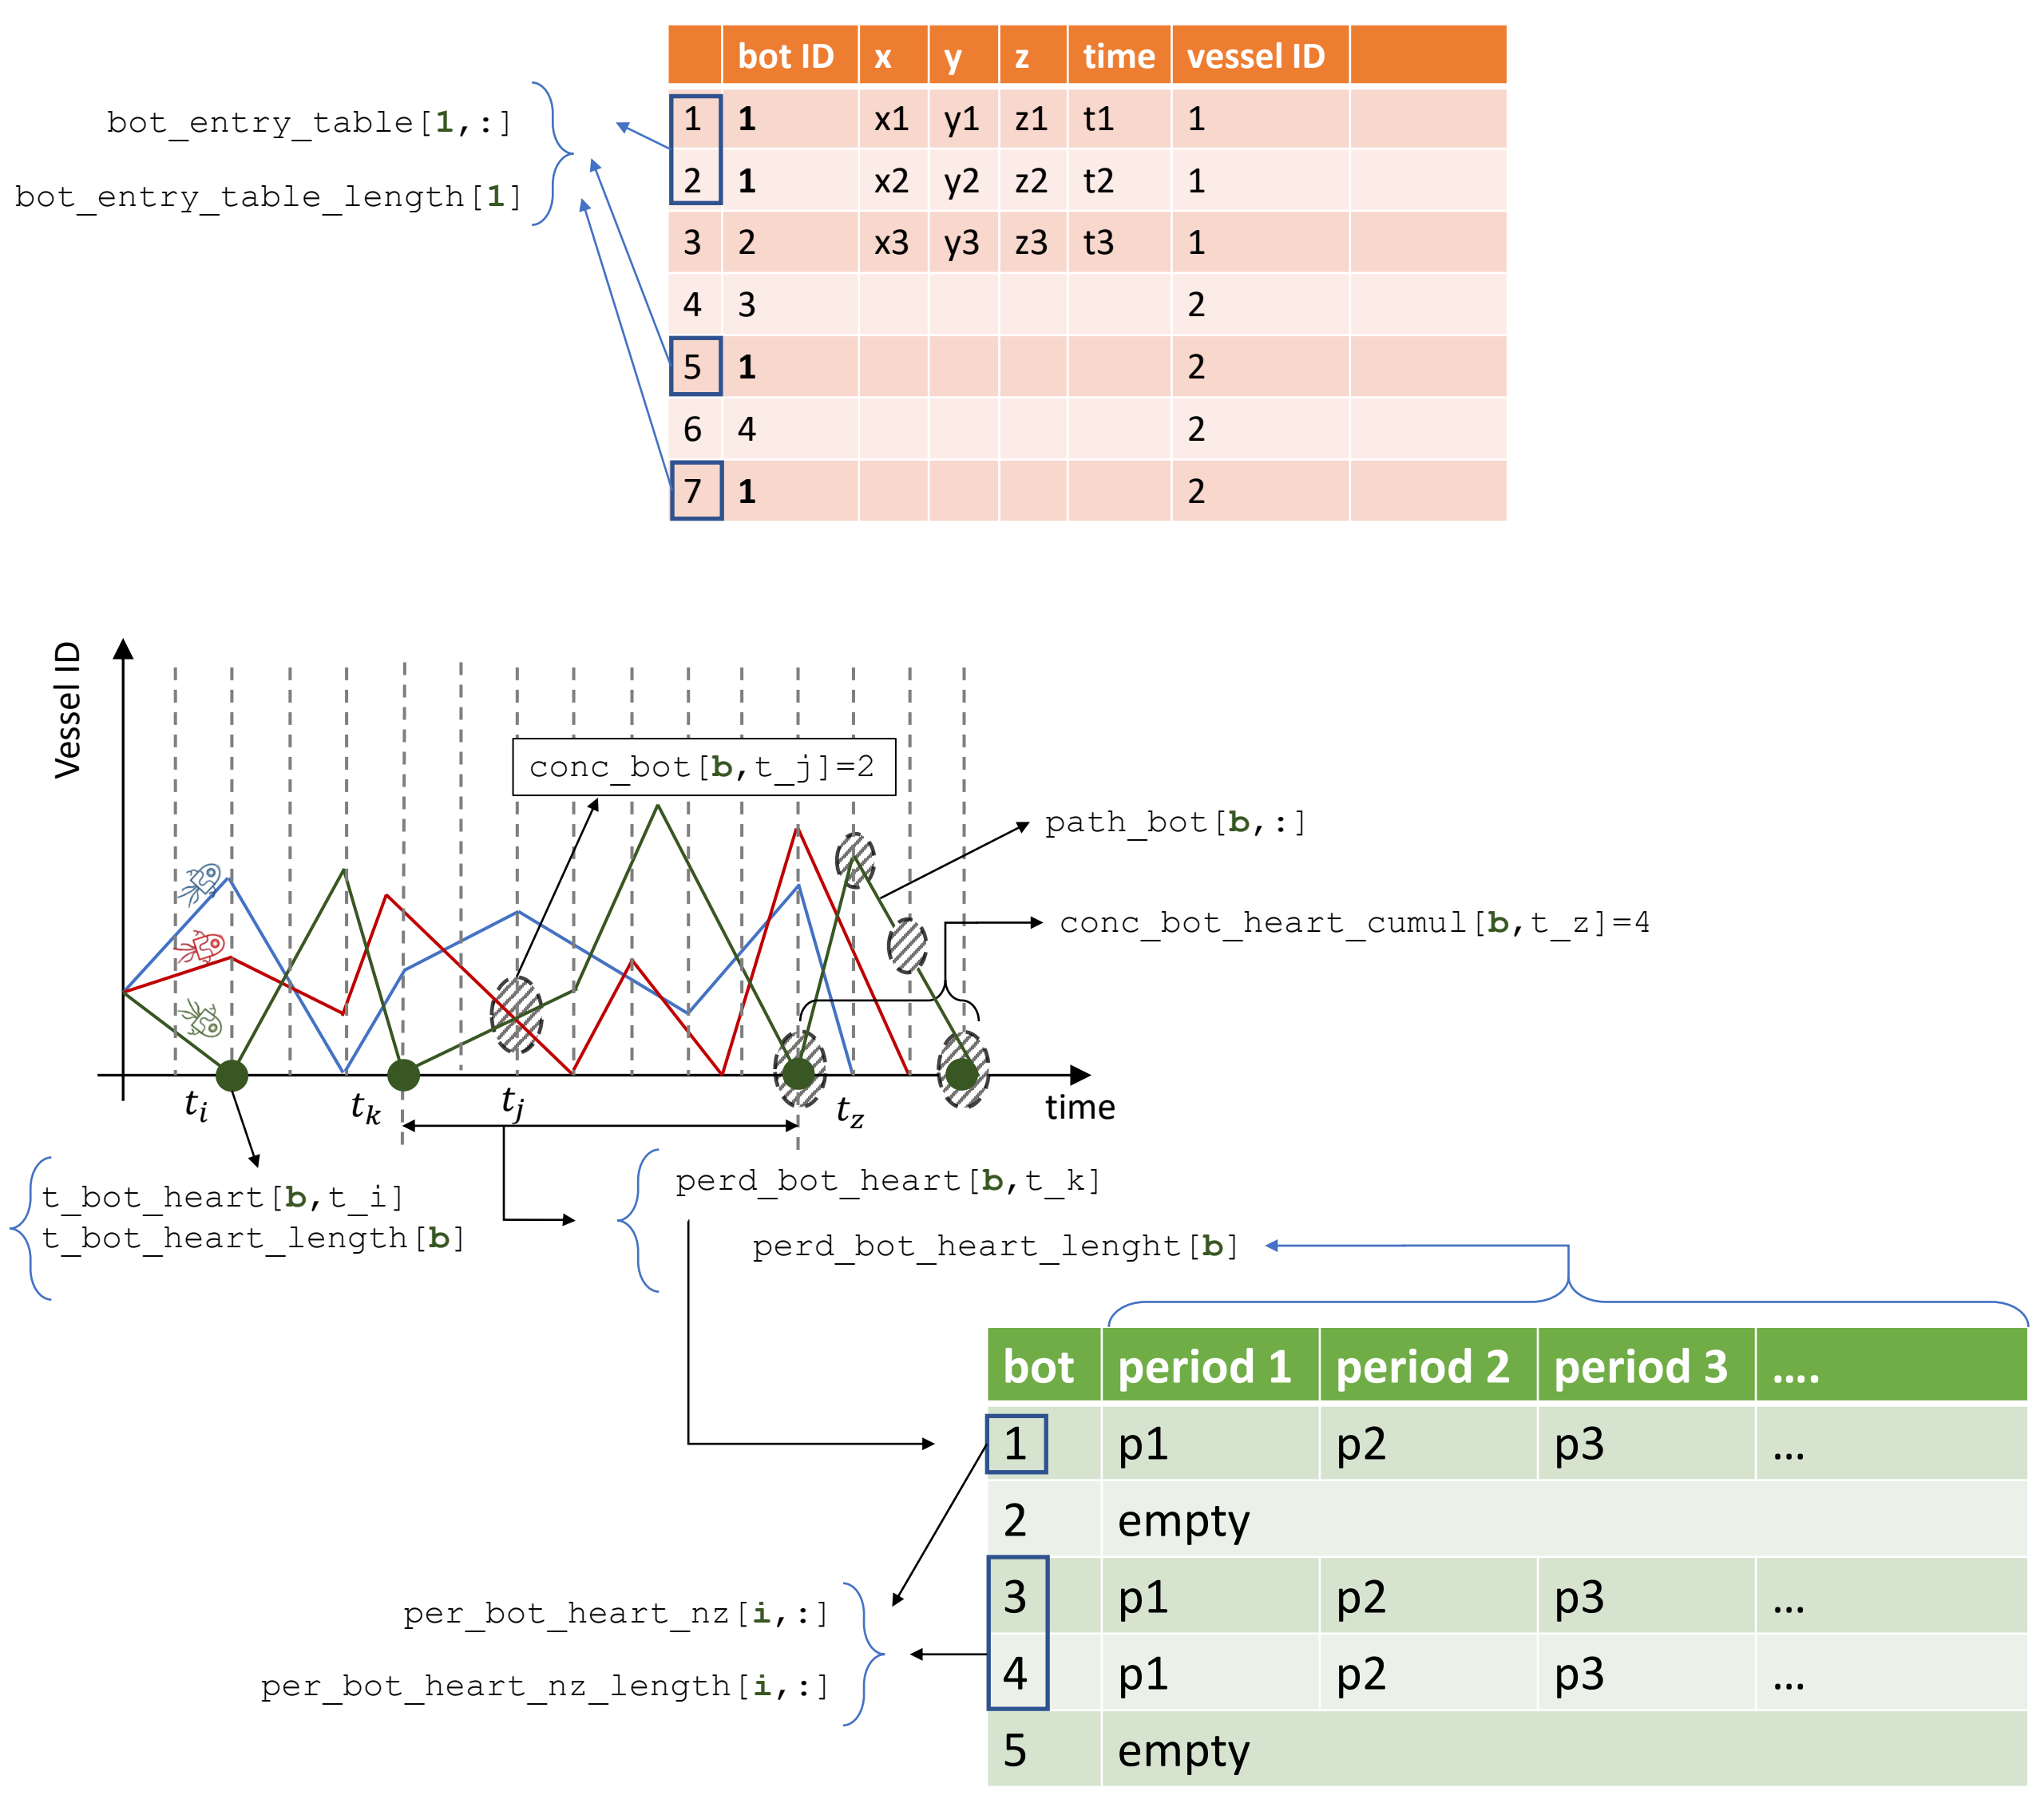 bot ID x y z time vessel ID
1 1 x1 y1 z1 t1 1
2 1 x2 y2 z2 t2 1
3 2 x3 y3 z3 t3 1
4 3 2
5 1 2
6 4 2
7 1 2
bot_entry_table[1,:]
bot_entry_table_length[1]
Vessel ID
conc_bot[b,t_j]=2
path_bot[b,:]
conc_bot_heart_cumul[b,t_z]=4
t_i t_k t_j t_z time
t_bot_heart[b,t_i]
t_bot_heart_length[b]
perd_bot_heart[b,t_k]
perd_bot_heart_lenght[b]
bot period 1 period 2 period 3 ....
1 p1 p2 p3 ...
2 empty
3 p1 p2 p3 ...
4 p1 p2 p3 ...
5 empty
per_bot_heart_nz[i,:]
per_bot_heart_nz_length[i,:]